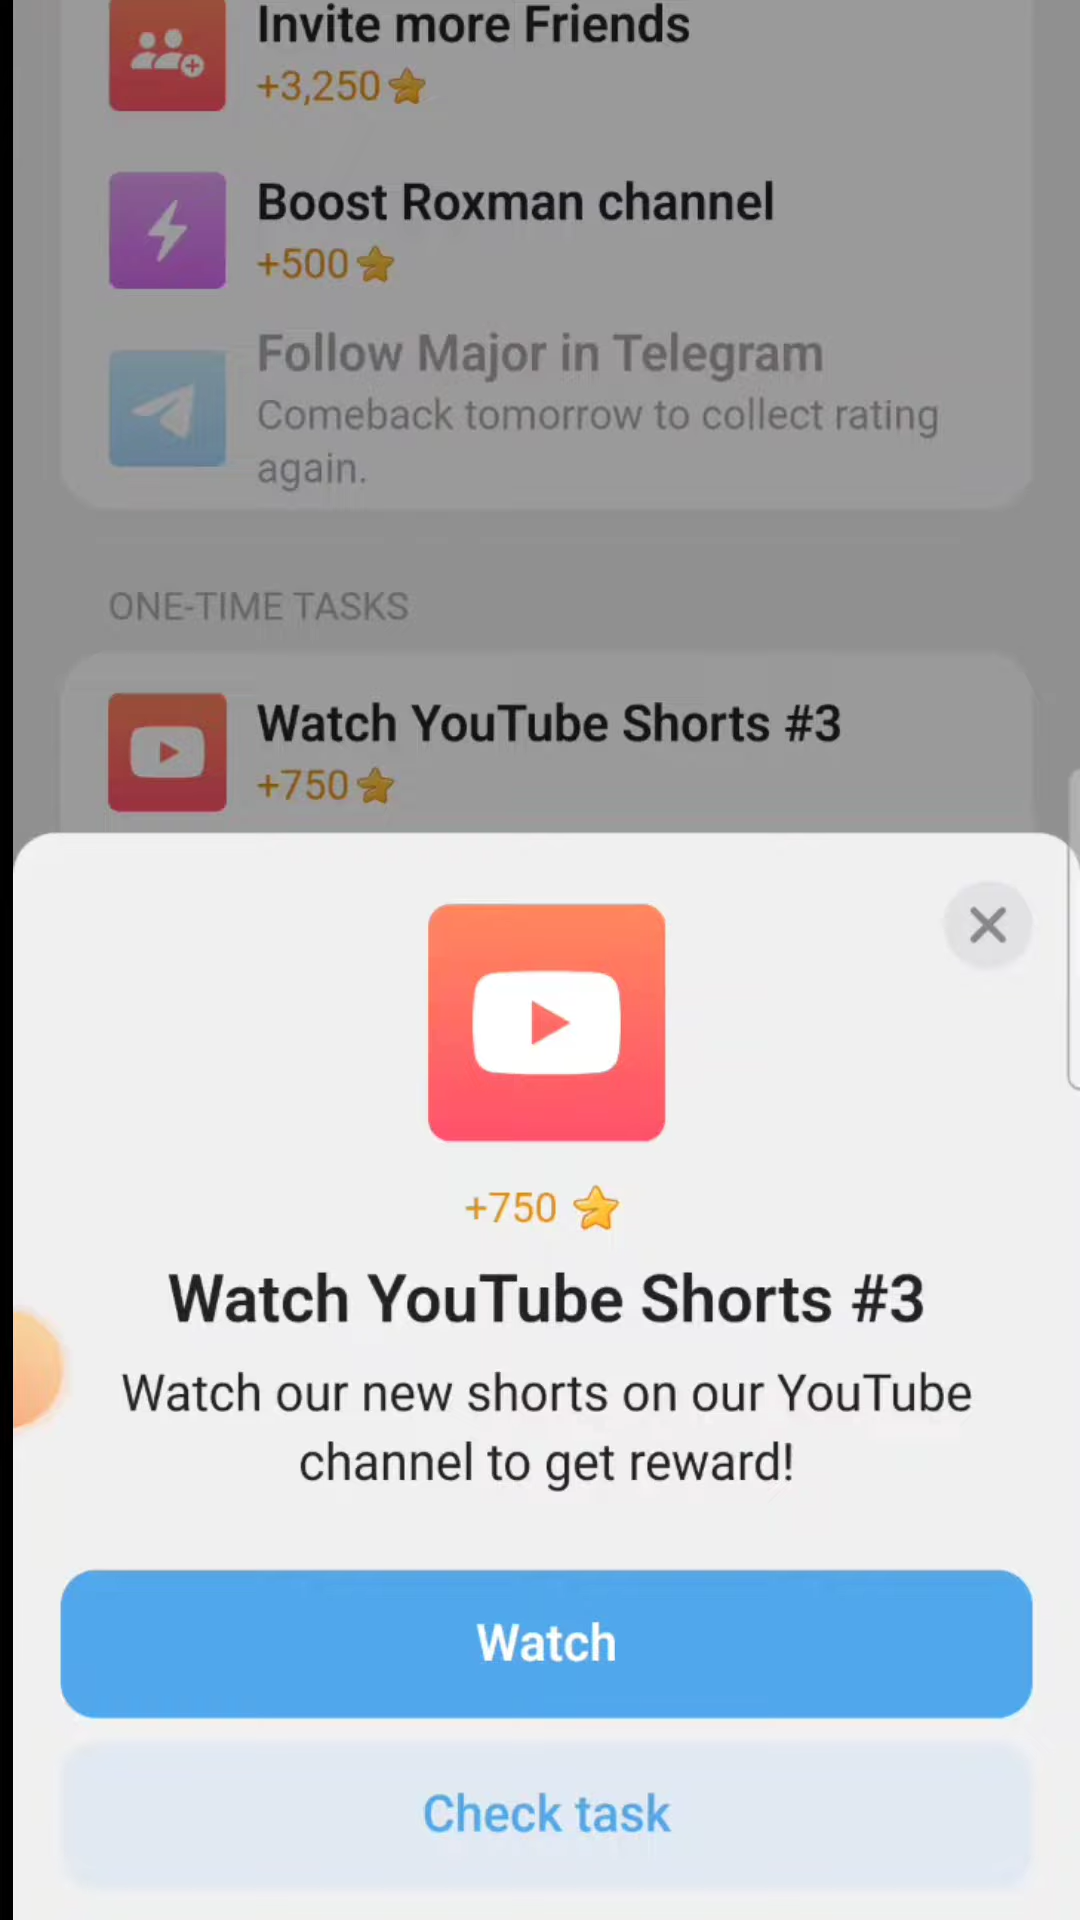 Invite more Friends
+3,250
Boost Roxman channel
+500
Follow Major in Telegram
Comeback tomorrow to collect rating
again.
ONE-TIME TASKS
Watch YouTube Shorts #3
+750
+750
Watch YouTube Shorts #3
Watch our new shorts on our YouTube
channel to get reward!
Watch
Check task